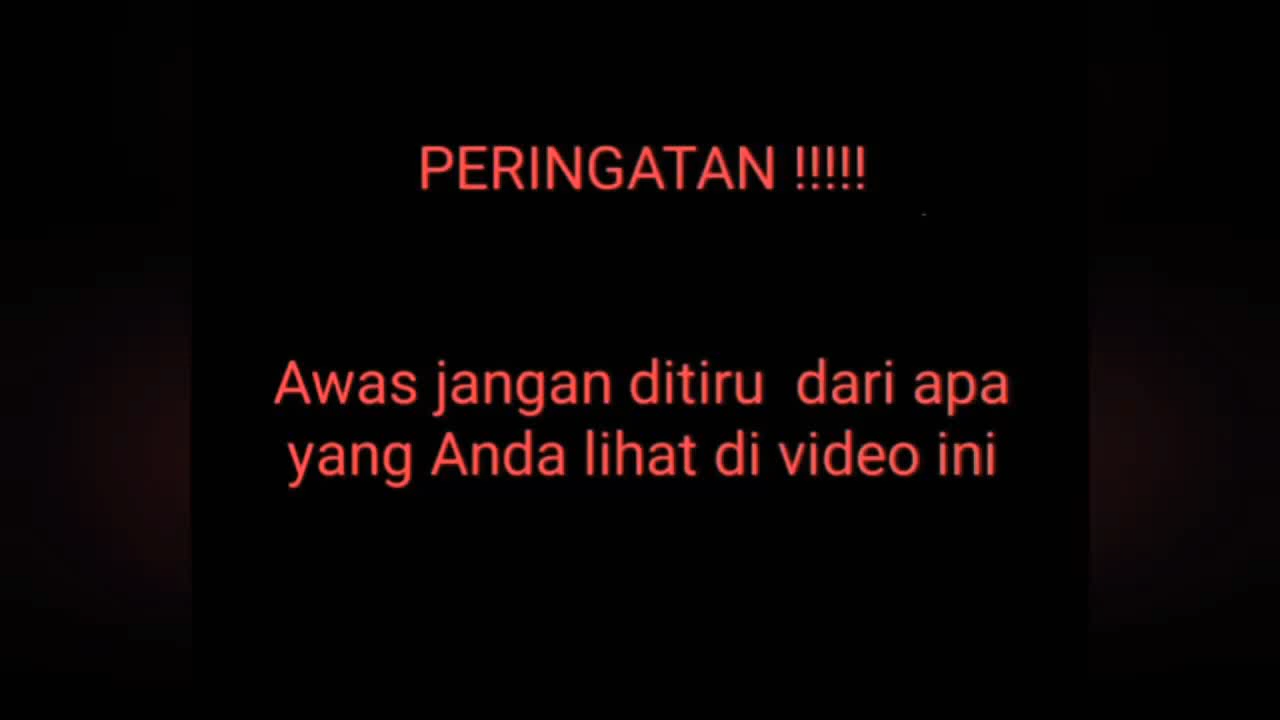 PERINGATAN !!!!!
Awas jangan ditiru dari apa
yang Anda lihat di video ini